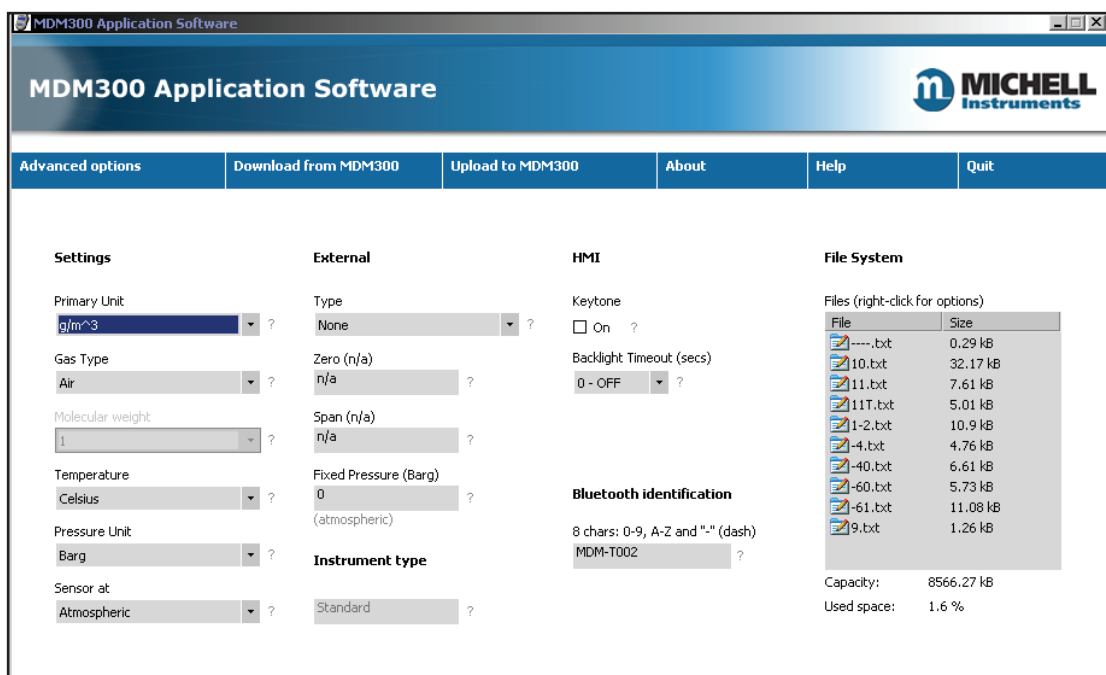 MDM300 Application Software
MDM300 Application Software
MICHELL
Instruments
Advanced options Download from MDM300 Upload to MDM300 About Help Quit
Settings
Primary Unit
g/m^3 ?
Gas Type
Air ?
Molecular weight
1 ?
Temperature
Celsius ?
Pressure Unit
Barg ?
Sensor at
Atmospheric ?
External
Type
None ?
Zero (n/a)
n/a ?
Span (n/a)
n/a ?
Fixed Pressure (Barg)
0 ?
(atmospheric)
Instrument type
Standard ?
HMI
Keytone
On ?
Backlight Timeout (secs)
0 - OFF ?
Bluetooth identification
8 chars: 0-9, A-Z and "-" (dash)
MDM-T002 ?
File System
Files (right-click for options)
File Size
----.txt 0.29 kB
10.txt 32.17 kB
11.txt 7.61 kB
11T.txt 5.01 kB
1-2.txt 10.9 kB
-4.txt 4.76 kB
-40.txt 6.61 kB
-60.txt 5.73 kB
-61.txt 11.08 kB
9.txt 1.26 kB
Capacity: 8566.27 kB
Used space: 1.6 %